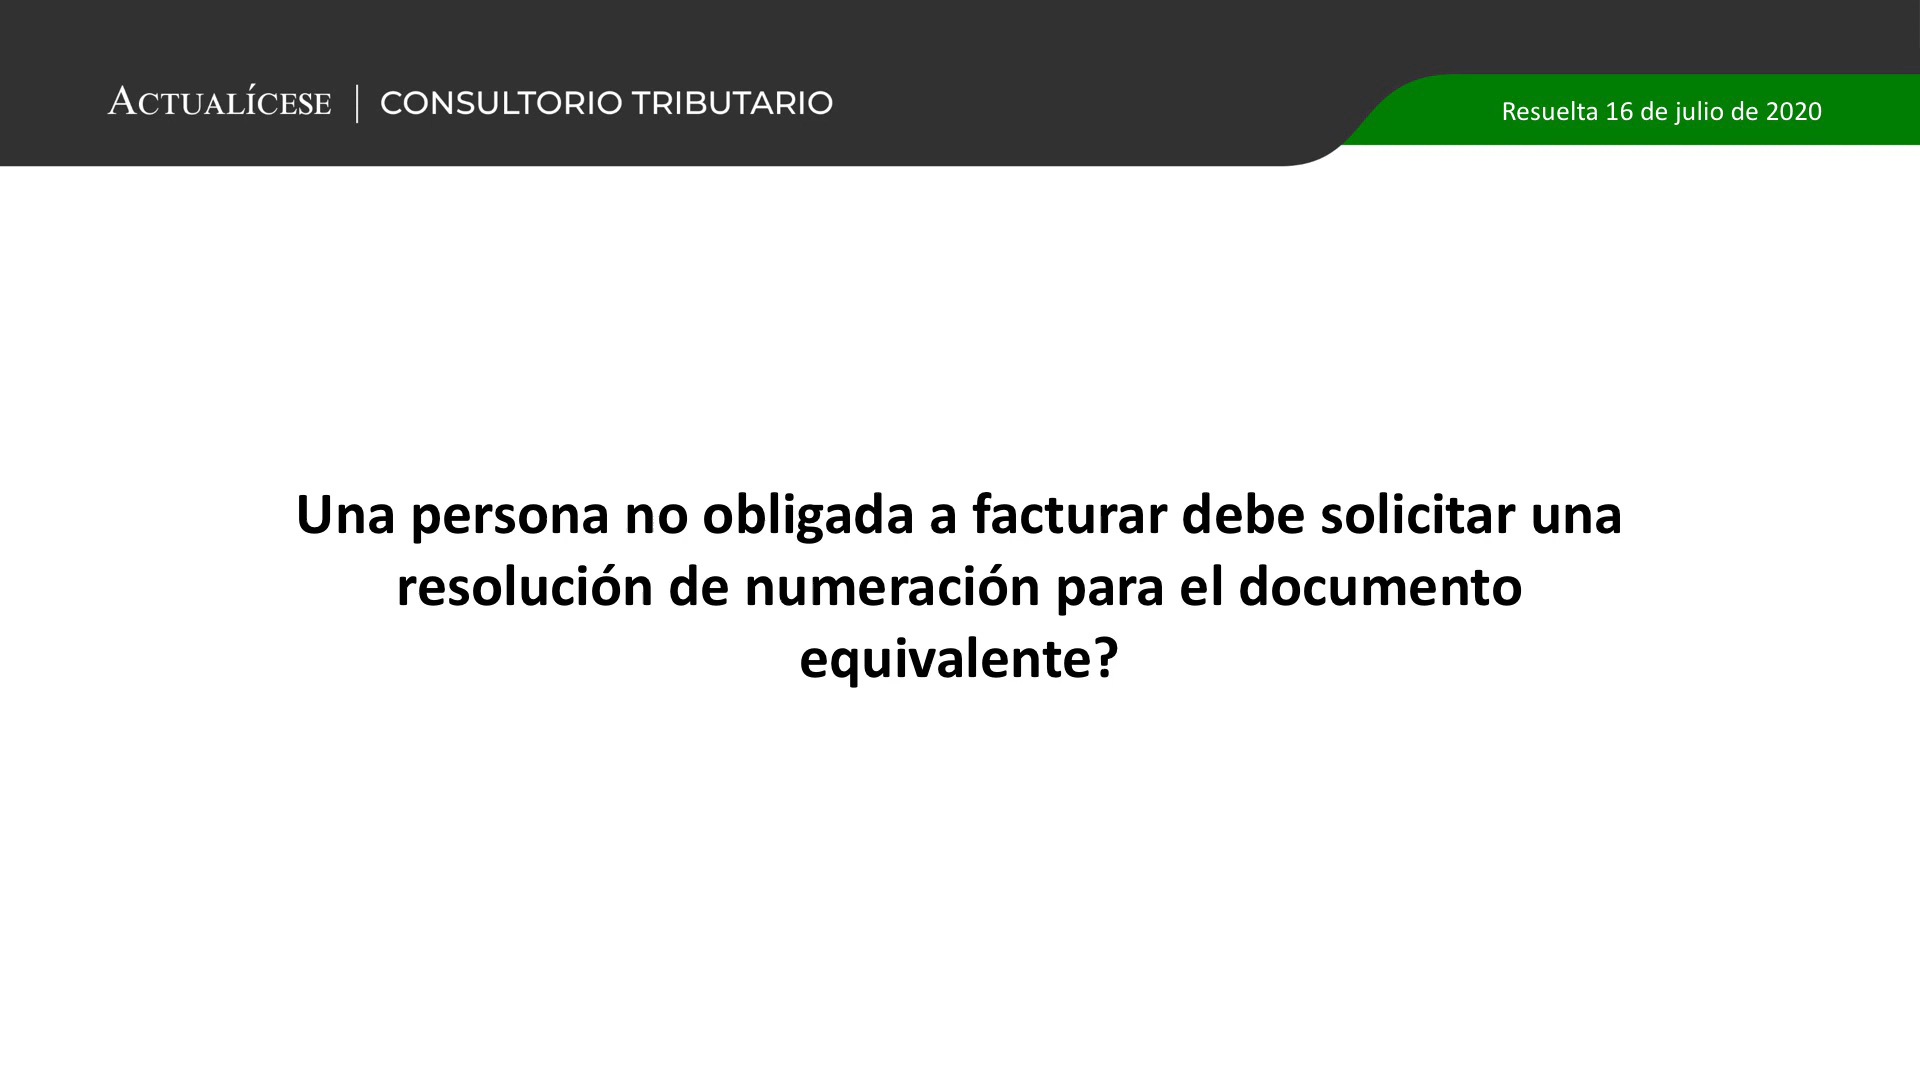 ACTUALÍCESE | CONSULTORIO TRIBUTARIO
Resuelta 16 de julio de 2020
Una persona no obligada a facturar debe solicitar una
resolución de numeración para el documento
equivalente?